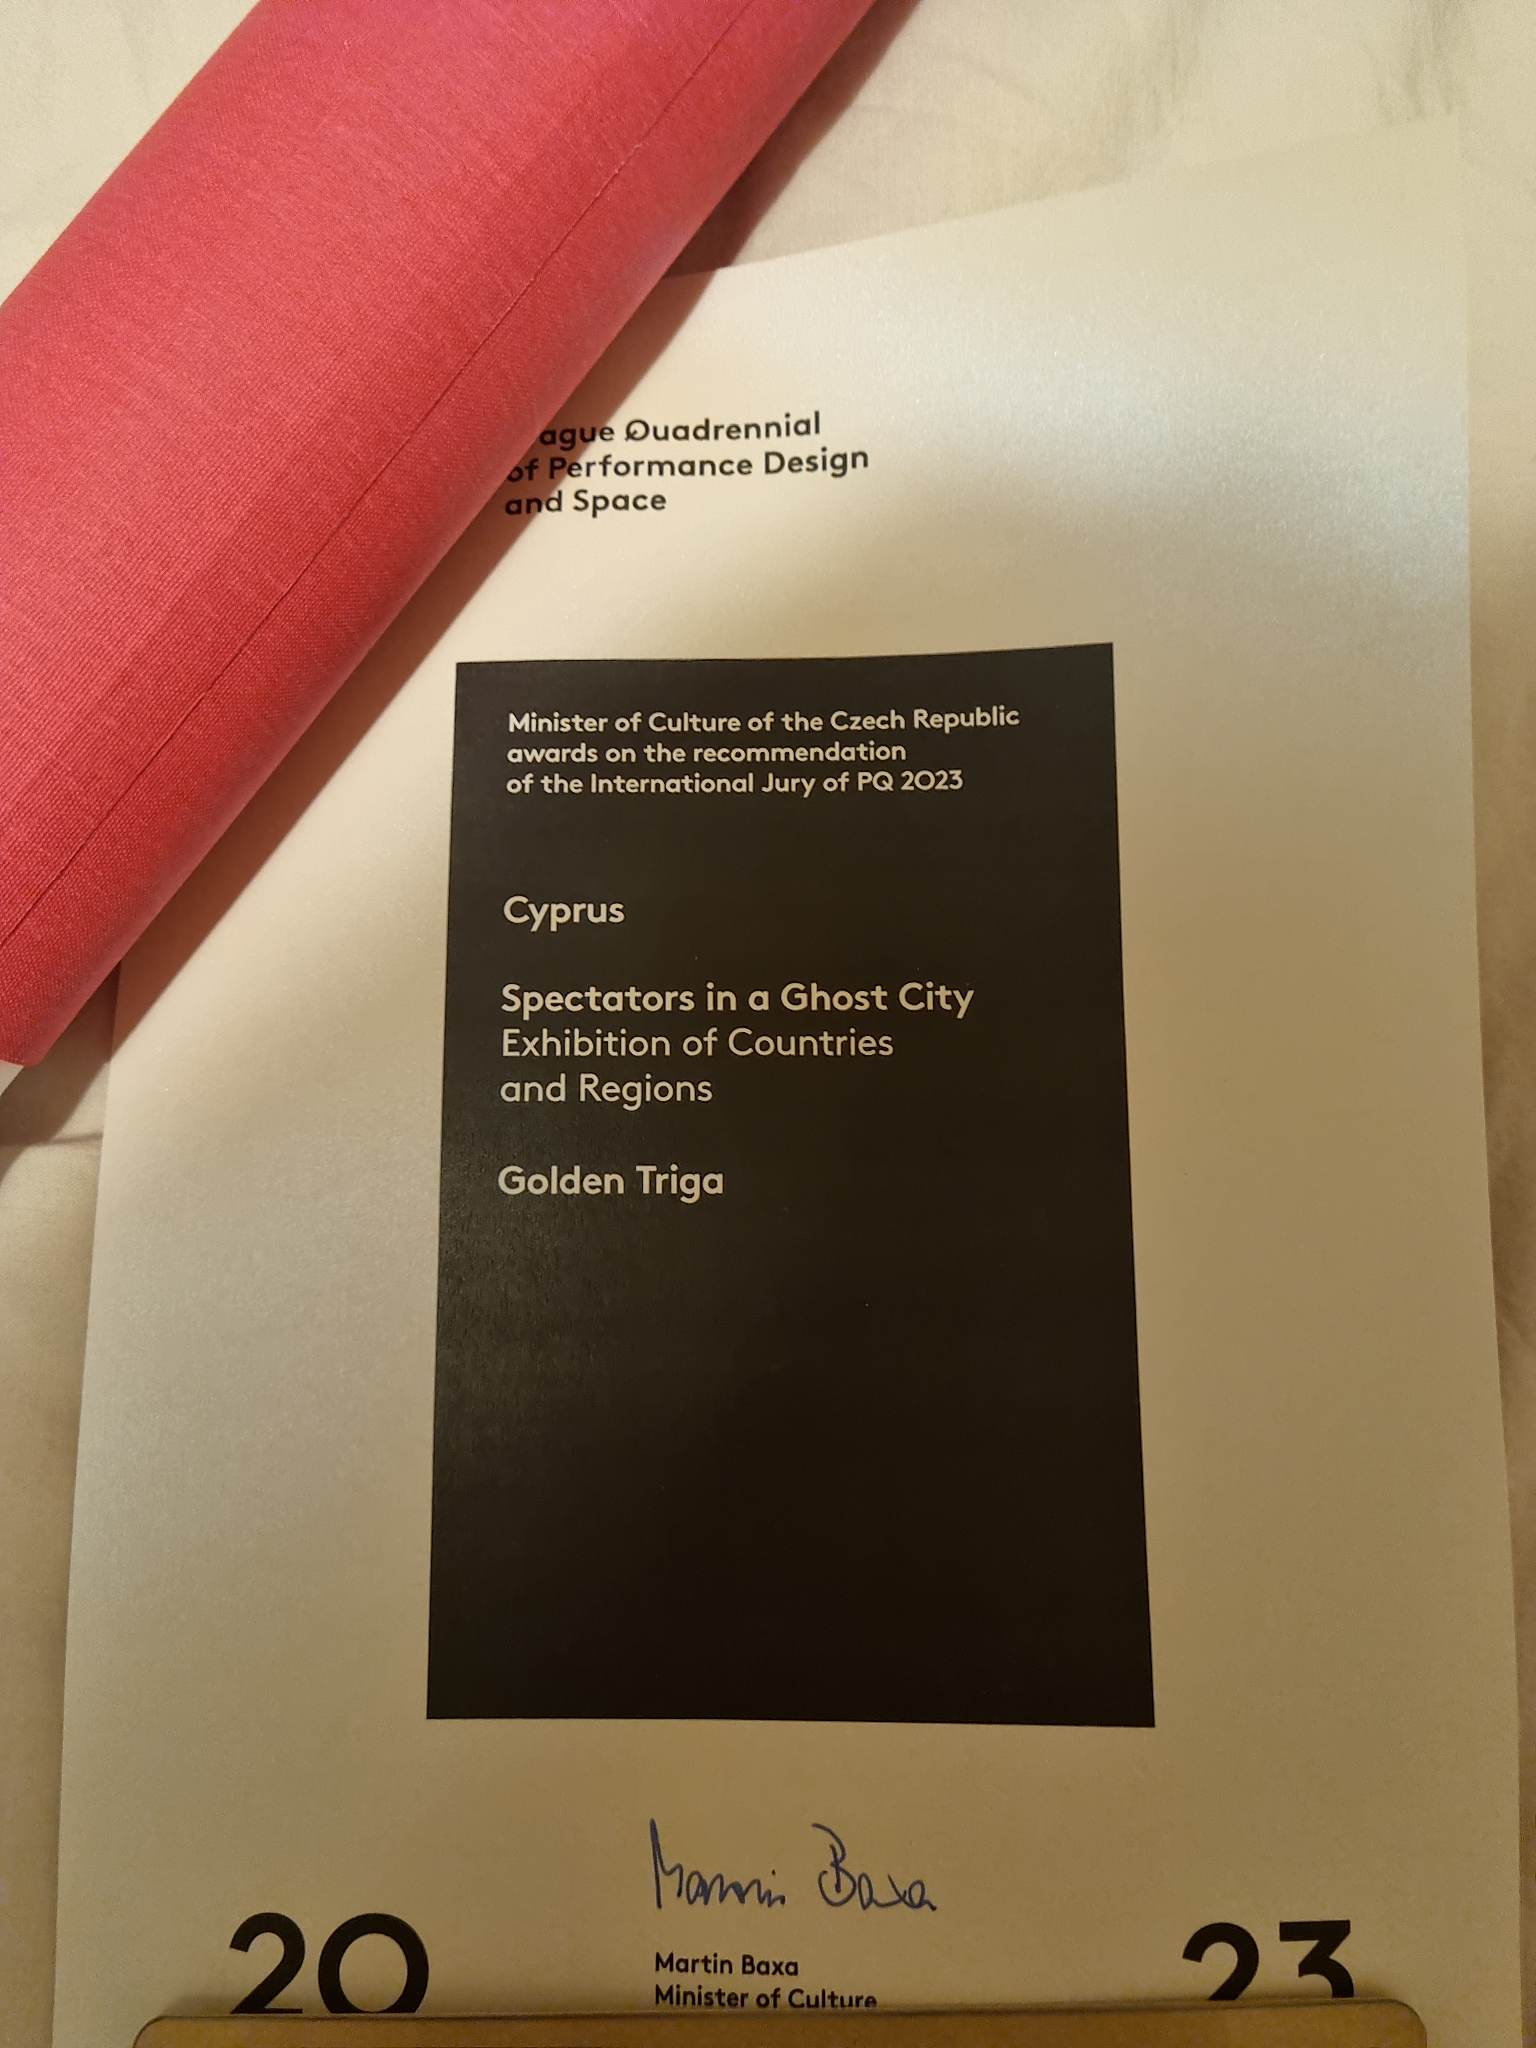 ague Quadrennial
of Performance Design
and Space
Minister of Culture of the Czech Republic
awards on the recommendation
of the International Jury of PQ 2023
Cyprus
Spectators in a Ghost City
Exhibition of Countries
and Regions
Golden Triga
Martin Baxa
20
23
Martin Baxa
Minister of Culture